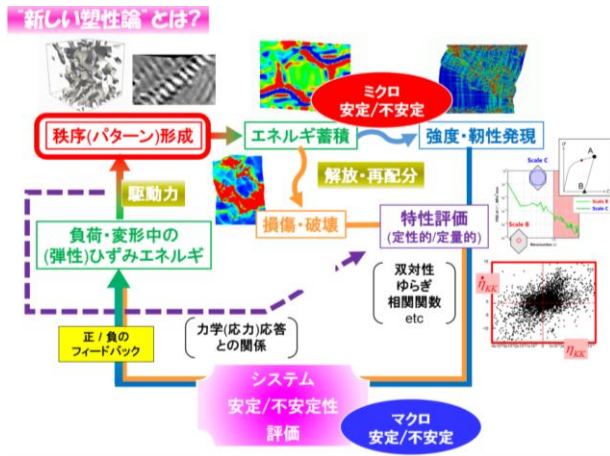 "新しい塑性論"とは?
ミクロ
安定/不安定
秩序(パターン)形成
エネルギ蓄積
強度・靭性発現
駆動力
解放・再配分
損傷・破壊
特性評価
(定性的/定量的)
負荷・変形中の
(弾性)ひずみエネルギ
双対性
ゆらぎ
相関関数
etc
Scale C
A
B
Scale B
Scale C
Scale B
正 / 負の
フィードバック
力学(応力)応答
との関係
η̇KK
ηKK
システム
安定/不安定性
評価
マクロ
安定/不安定